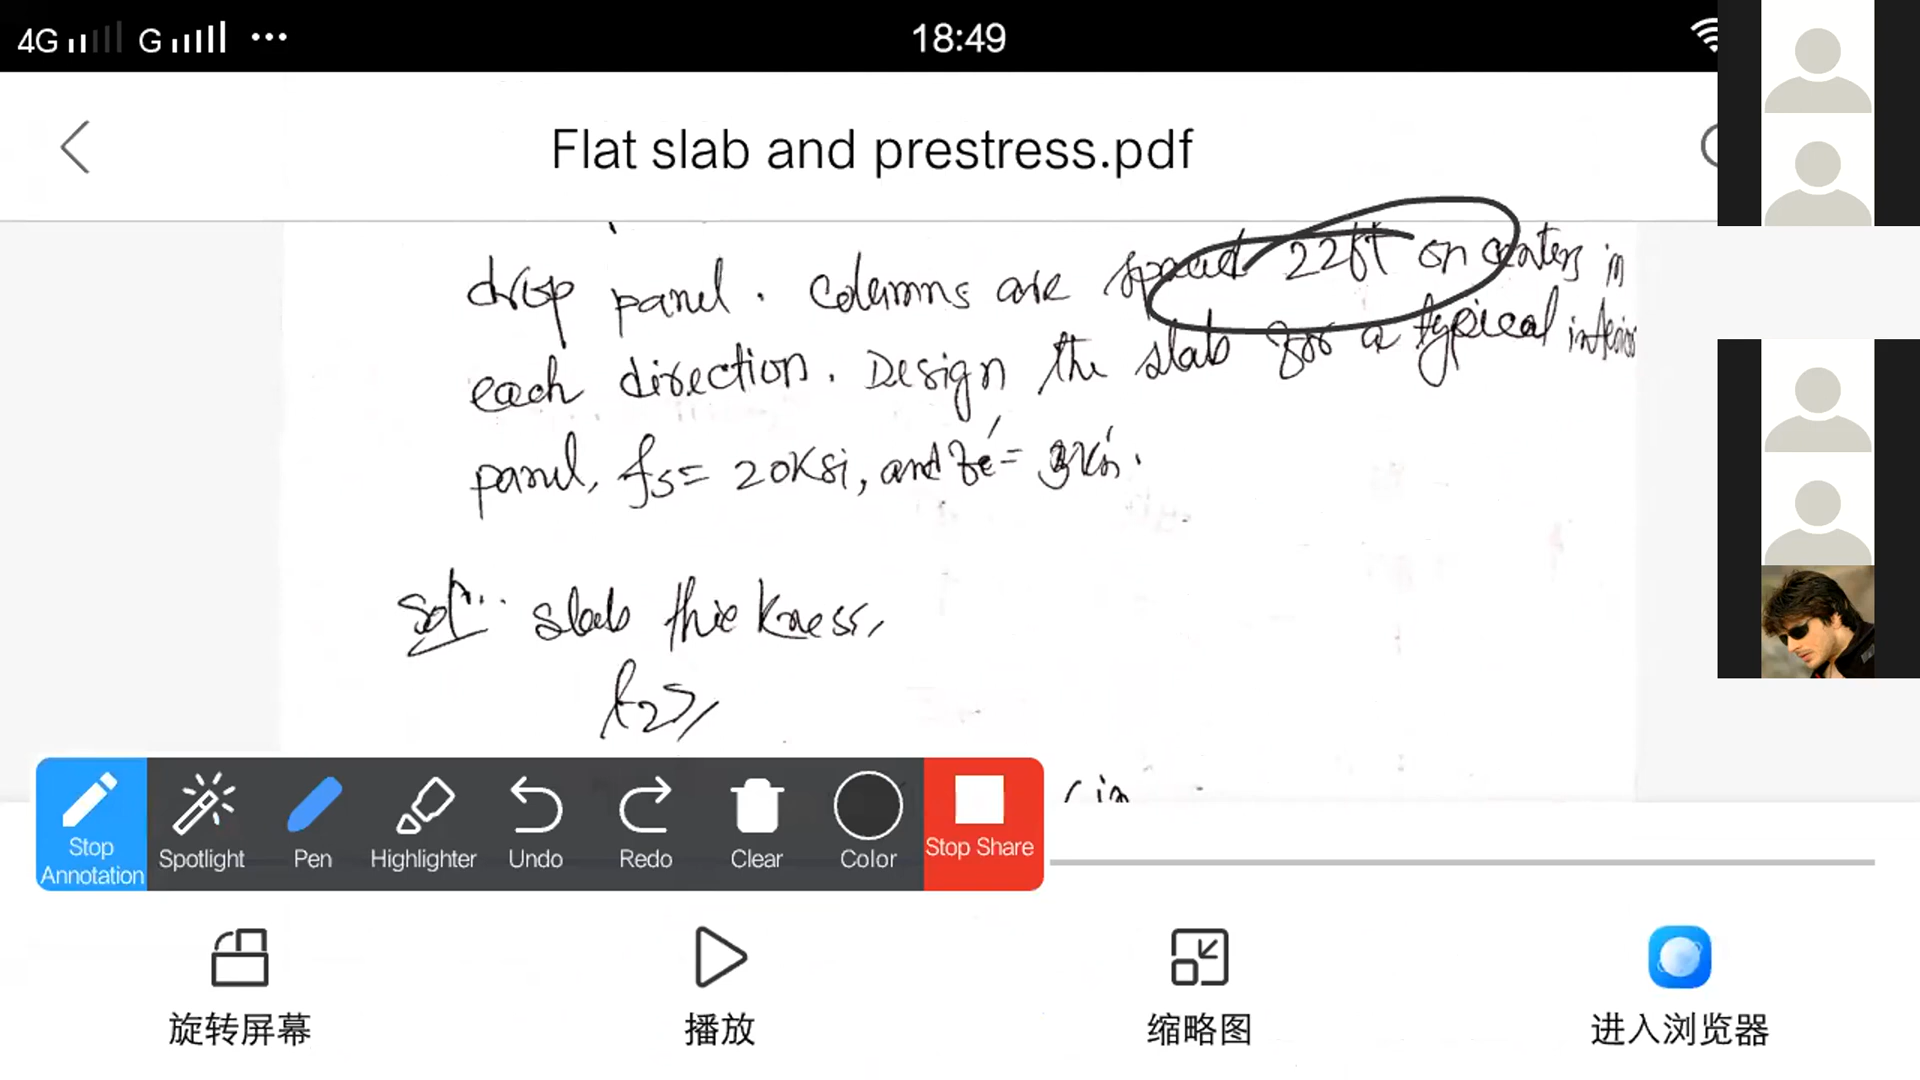 4G G ... 18:49
Flat slab and prestress.pdf
drop panel. Columns are spaced 22ft on centers in
each direction. Design the slab for a typical interior
panel, fs = 20Ksi, and fc' =
Sol: slab thickness,
t₂ ≥
in
Stop Annotation
Spotlight
Pen
Highlighter
Undo
Redo
Clear
Color
Stop Share
旋转屏幕
播放
缩略图
进入浏览器